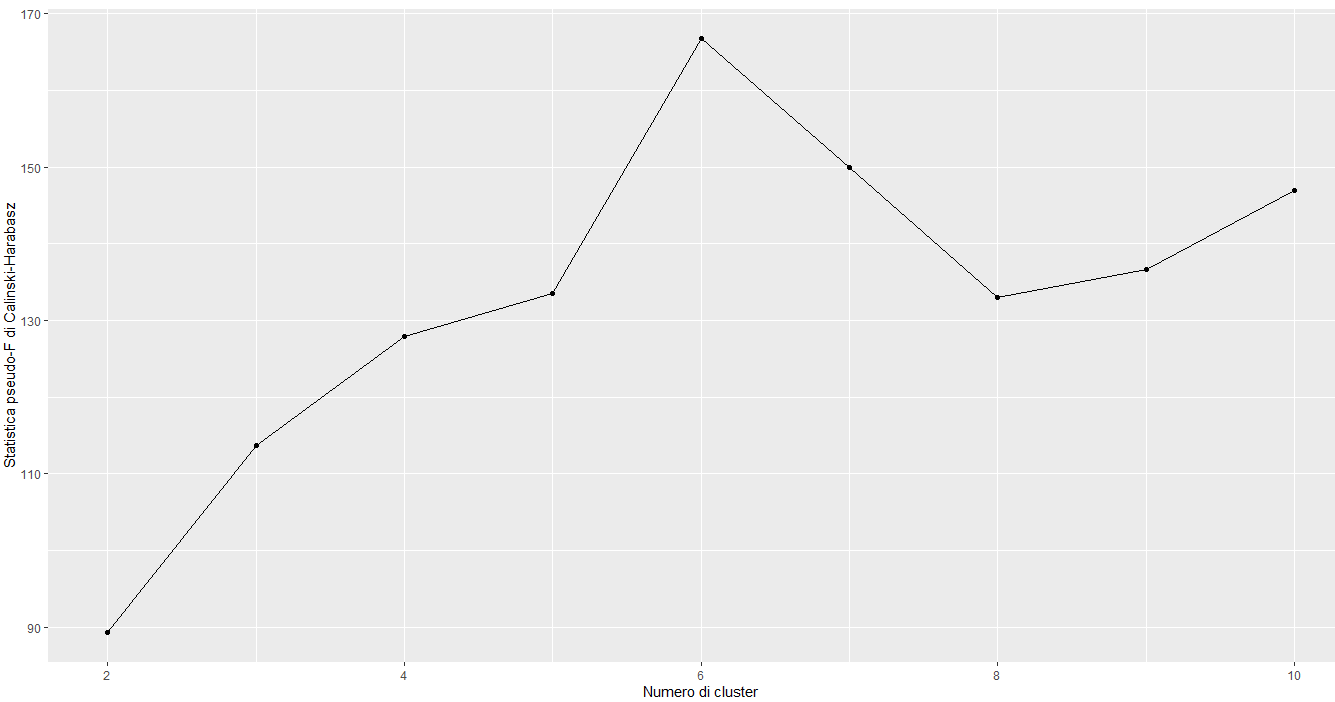 170
150
130
110
90
Statistica pseudo-F di Calinski-Harabasz
2 4 6 8 10
Numero di cluster